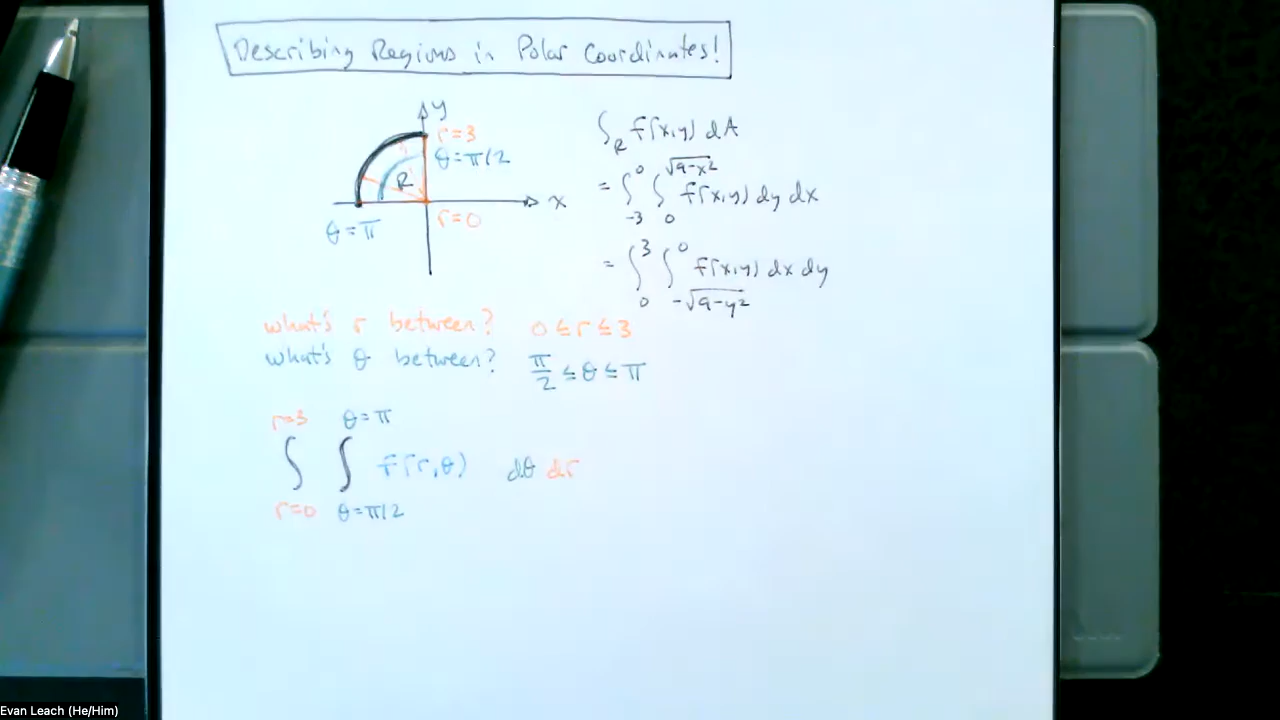 Describing Regions in Polar Coordinates!
y
r=3
θ=π/2
R
x
θ=π
r=0
∫_R f(x,y) dA
= ∫_{-3}^{0} ∫_{0}^{√(9-x²)} f(x,y) dy dx
= ∫_{0}^{3} ∫_{-√(9-y²)}^{0} f(x,y) dx dy
what's r between? 0 ≤ r ≤ 3
what's θ between? π/2 ≤ θ ≤ π
r=3 θ=π
∫ ∫ f(r,θ) dθ dr
r=0 θ=π/2
Evan Leach (He/Him)